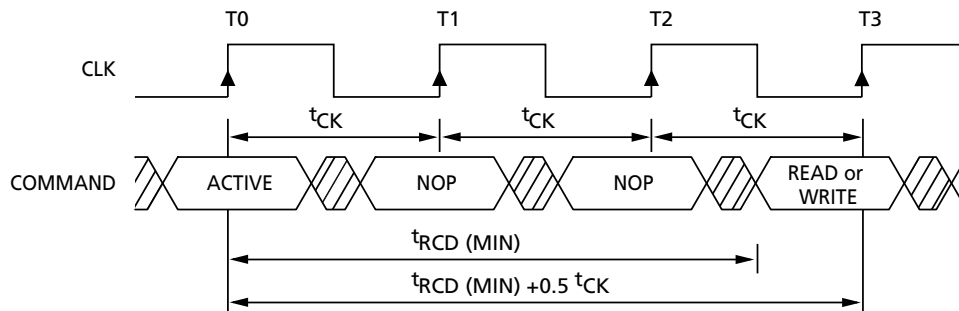 T0 T1 T2 T3
CLK
tCK tCK tCK
COMMAND ACTIVE NOP NOP READ or
WRITE
tRCD (MIN)
tRCD (MIN) +0.5 tCK